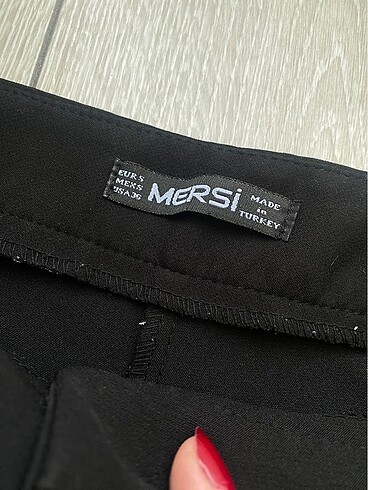 EUR S
MEX S
USA 36
MERSi
MADE
in
TURKEY